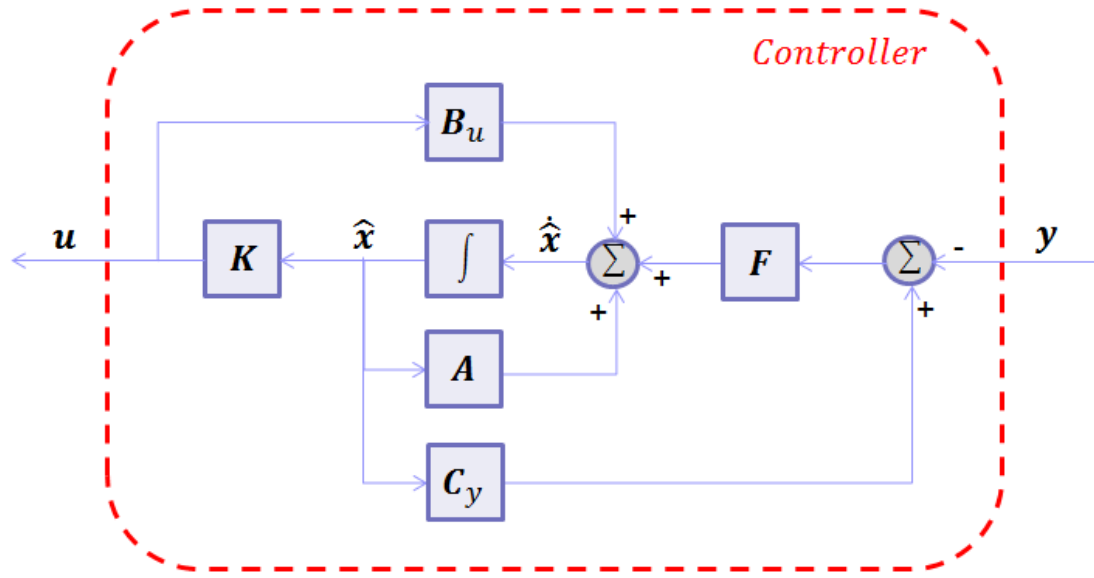 Controller
B_u
+
u
K
x̂
∫
x̂̇
∑
+
F
∑
-
y
+
+
A
C_y